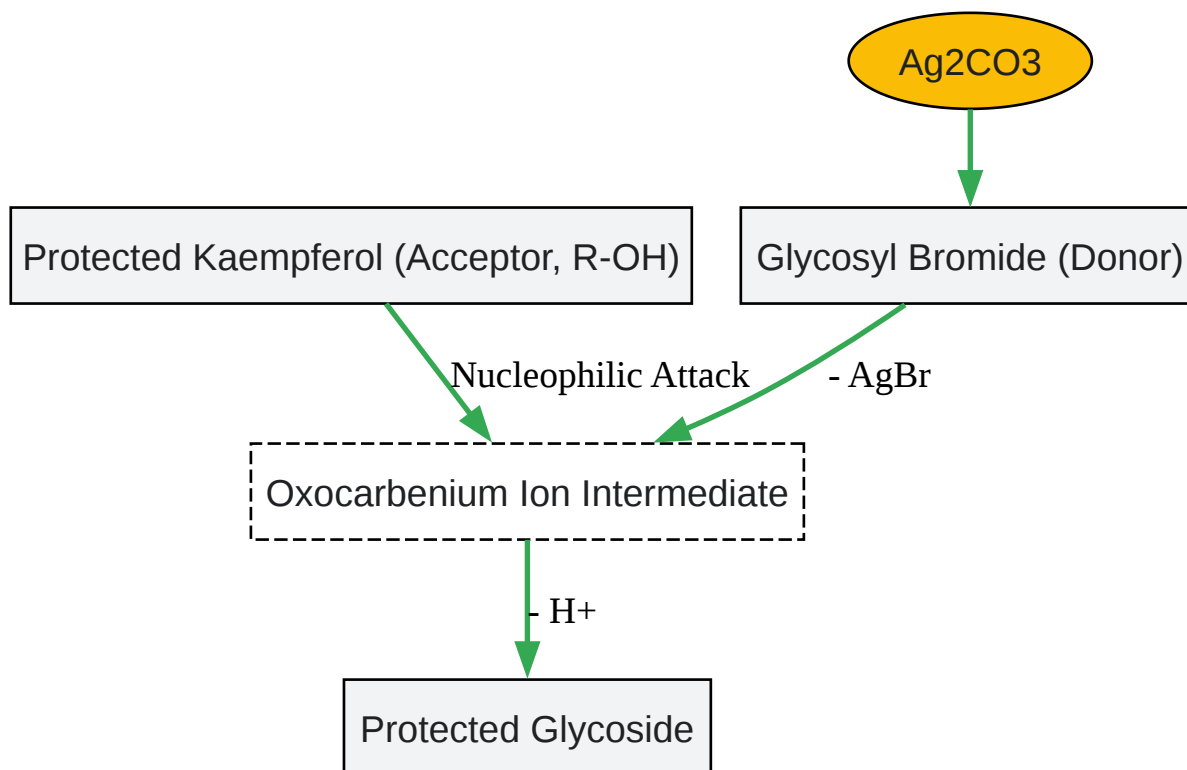 Ag2CO3
Protected Kaempferol (Acceptor, R-OH)
Glycosyl Bromide (Donor)
Nucleophilic Attack
- AgBr
Oxocarbenium Ion Intermediate
- H+
Protected Glycoside